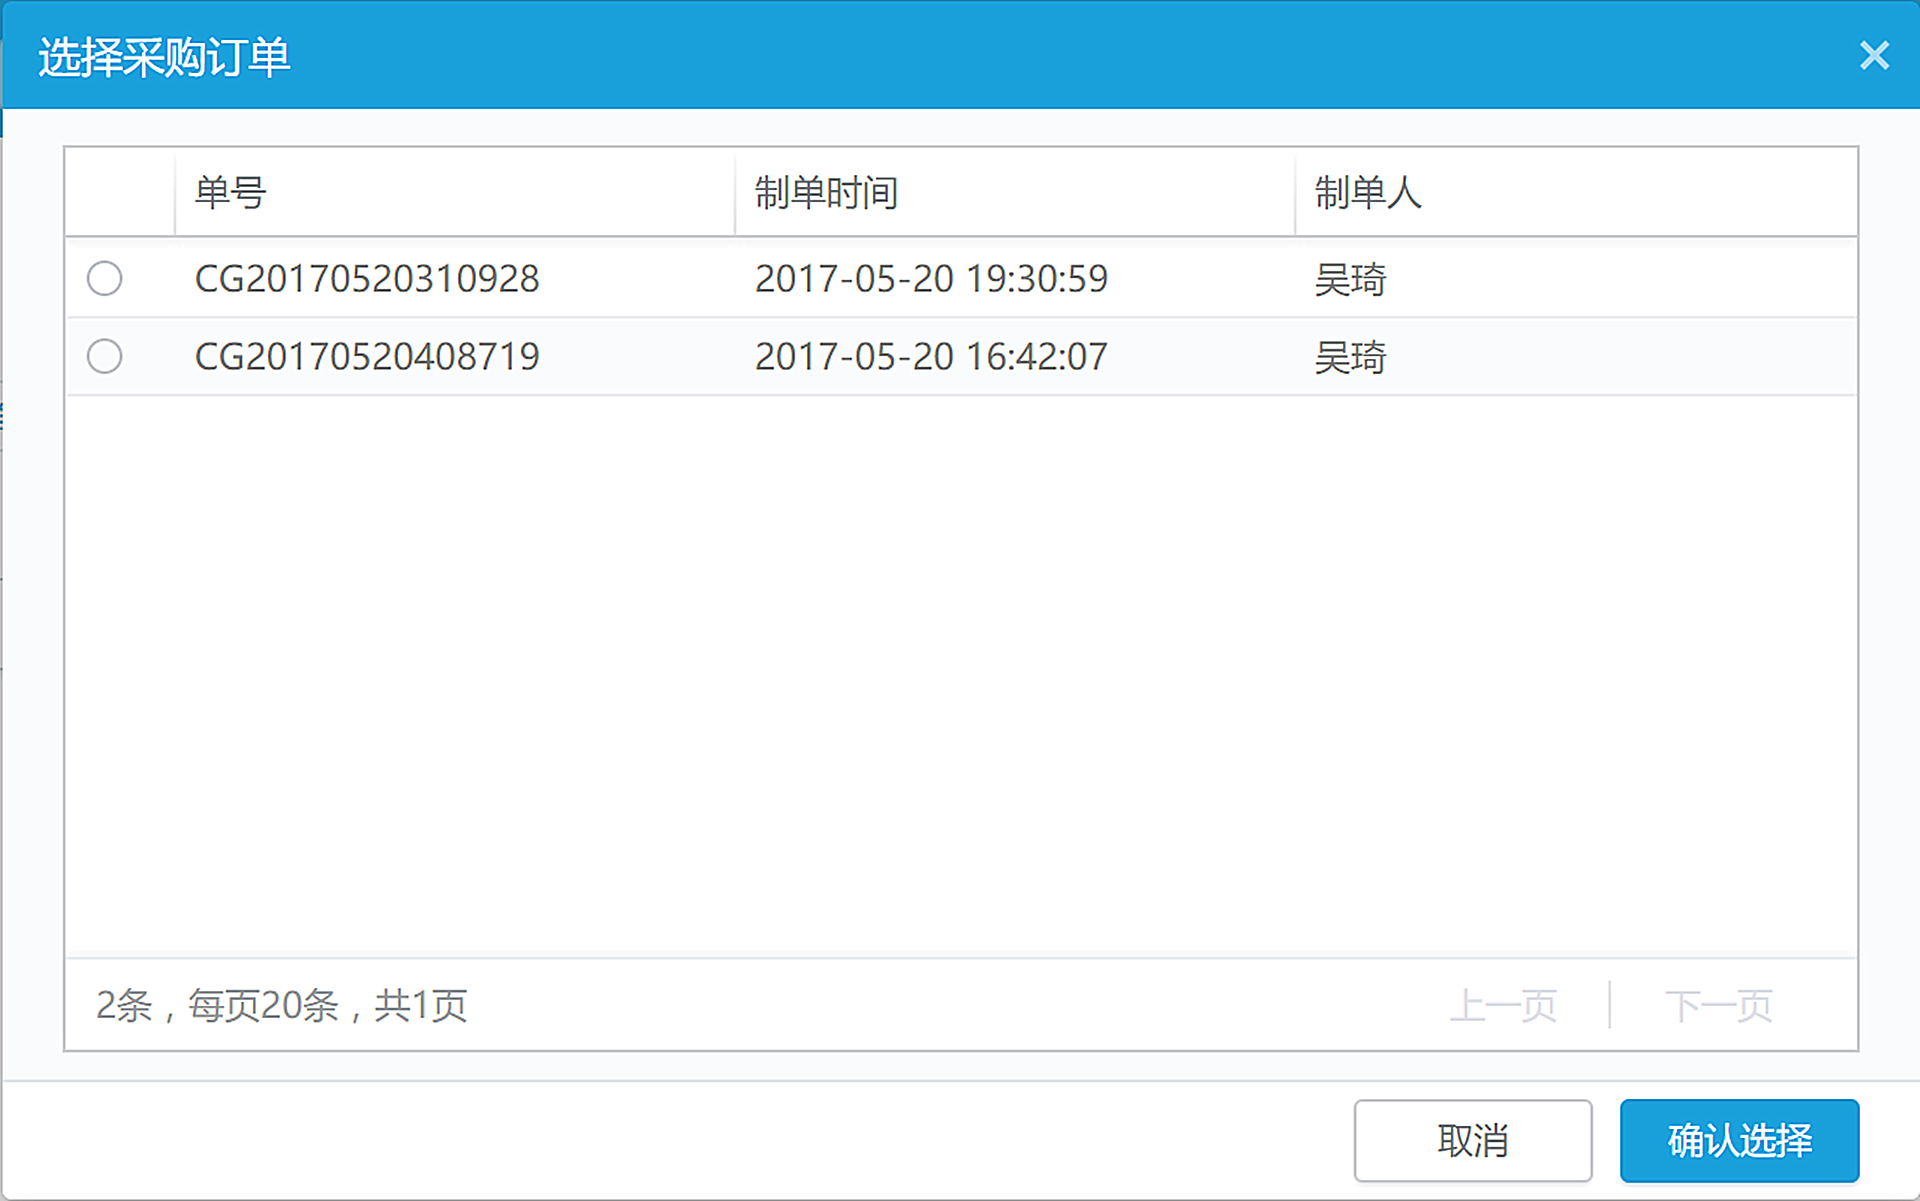 选择采购订单
单号 制单时间 制单人
CG20170520310928 2017-05-20 19:30:59 吴琦
CG20170520408719 2017-05-20 16:42:07 吴琦
2条，每页20条，共1页 上一页 下一页
取消 确认选择